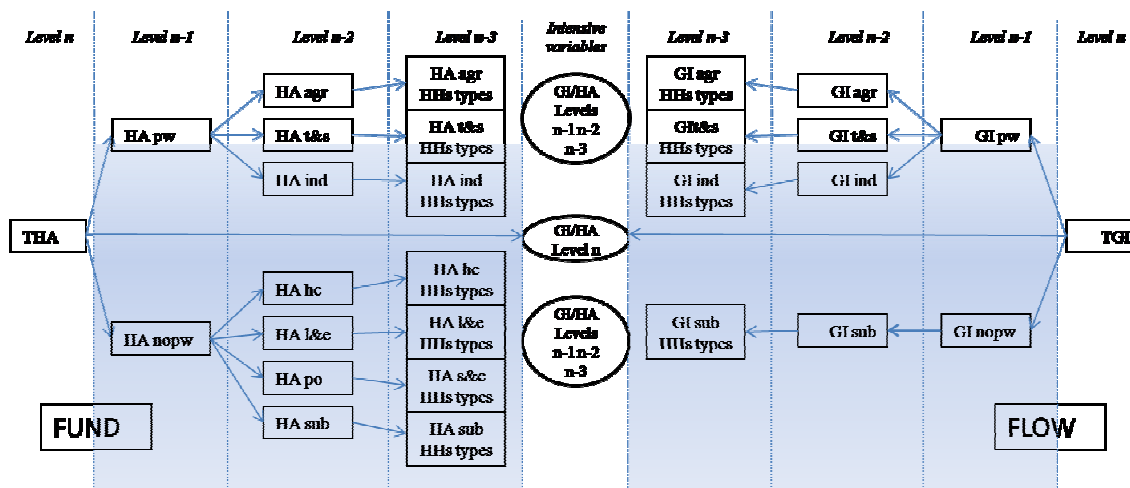 Level n
Level n-1
Level n-2
Level n-3
Intensive
variables
Level n-3
Level n-2
Level n-1
Level n
HA agr
HHs types
HA t&s
HHs types
HA ind
HHs types
HA agr
HA t&s
HA ind
HA pw
GI/HA
Levels
n-1 n-2
n-3
GI agr
HHs types
GI t&s
HHs types
GI ind
HHs types
GI agr
GI t&s
GI ind
GI pw
THA
GI/HA
Level n
TGI
HA nopw
HA hc
HA l&e
HA po
HA sub
HA hc
HHs types
HA l&e
HHs types
HA s&c
HHs types
HA sub
HHs types
GI/HA
Levels
n-1 n-2
n-3
GI sub
HHs types
GI sub
GI nopw
FUND
FLOW